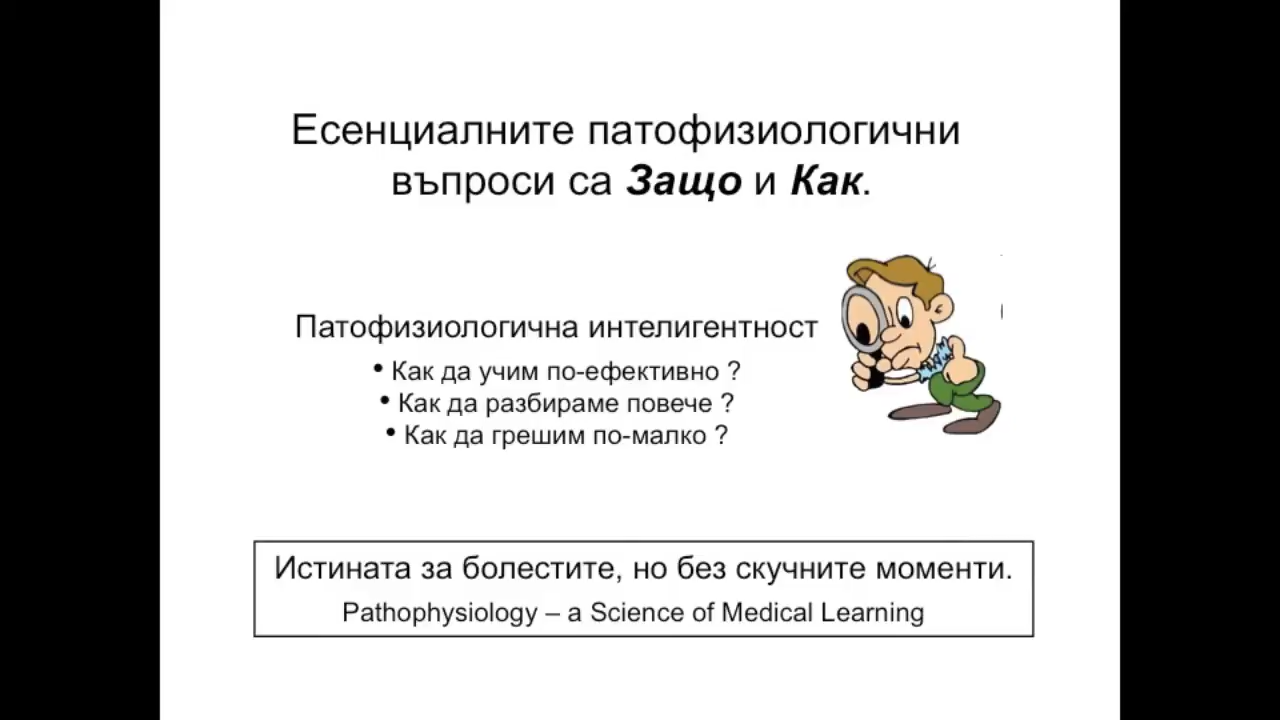 Есенциалните патофизиологични
въпроси са Защо и Как.
Патофизиологична интелигентност
• Как да учим по-ефективно ?
• Как да разбираме повече ?
• Как да грешим по-малко ?
Истината за болестите, но без скучните моменти.
Pathophysiology – a Science of Medical Learning